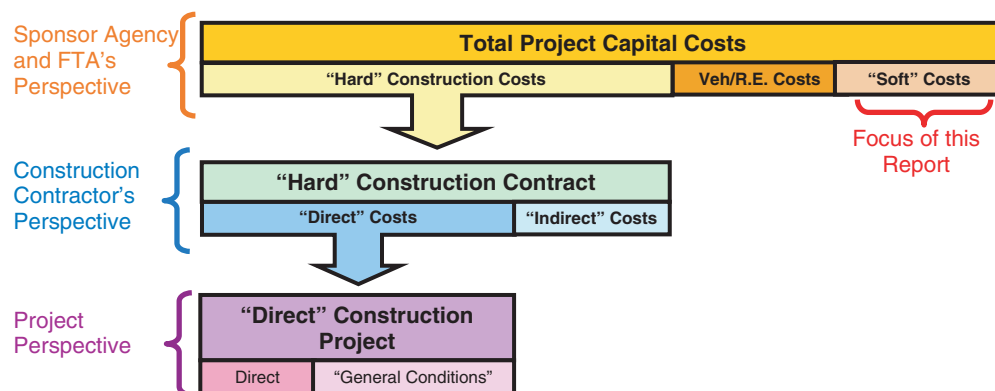 Sponsor Agency
and FTA's
Perspective
Total Project Capital Costs
“Hard” Construction Costs
Veh/R.E. Costs
“Soft” Costs
Focus of this
Report
Construction
Contractor's
Perspective
“Hard” Construction Contract
“Direct” Costs
“Indirect” Costs
Project
Perspective
“Direct” Construction
Project
Direct
“General Conditions”